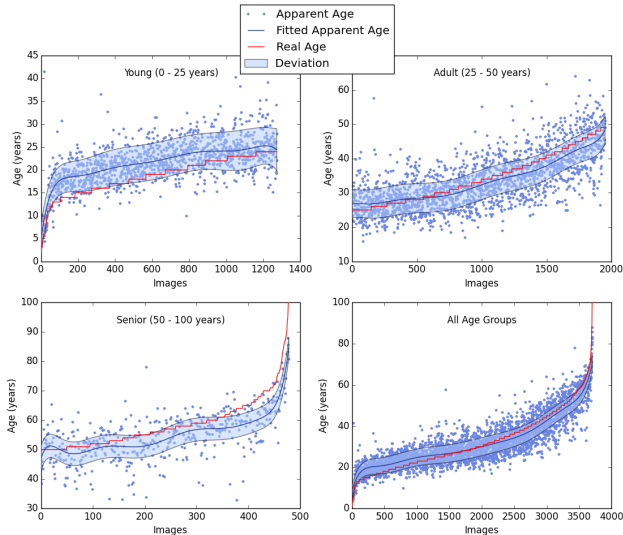 Apparent Age
Fitted Apparent Age
Real Age
Deviation
Young (0 - 25 years)
Age (years)
45
40
35
30
25
20
15
10
5
0
0 200 400 600 800 1000 1200 1400
Images
Adult (25 - 50 years)
Age (years)
60
50
40
30
20
10
0 500 1000 1500 2000
Images
Senior (50 - 100 years)
Age (years)
100
90
80
70
60
50
40
30
0 100 200 300 400 500
Images
All Age Groups
Age (years)
100
80
60
40
20
0
0 500 1000 1500 2000 2500 3000 3500 4000
Images